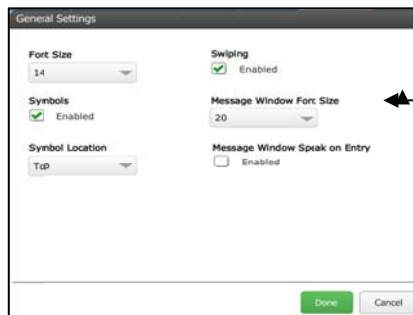 General Settings
Font Size
14
Symbols
Enabled
Symbol Location
Top
Swiping
Enabled
Message Window Font Size
20
Message Window Speak on Entry
Enabled
Done
Cancel